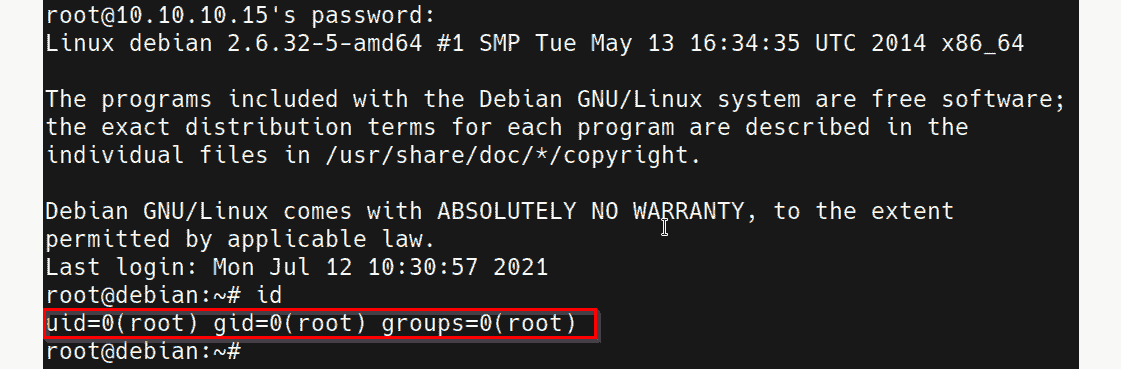 root@10.10.10.15's password:
Linux debian 2.6.32-5-amd64 #1 SMP Tue May 13 16:34:35 UTC 2014 x86_64
The programs included with the Debian GNU/Linux system are free software;
the exact distribution terms for each program are described in the
individual files in /usr/share/doc/*/copyright.
Debian GNU/Linux comes with ABSOLUTELY NO WARRANTY, to the extent
permitted by applicable law.
Last login: Mon Jul 12 10:30:57 2021
root@debian:~# id
uid=0(root) gid=0(root) groups=0(root)
root@debian:~#